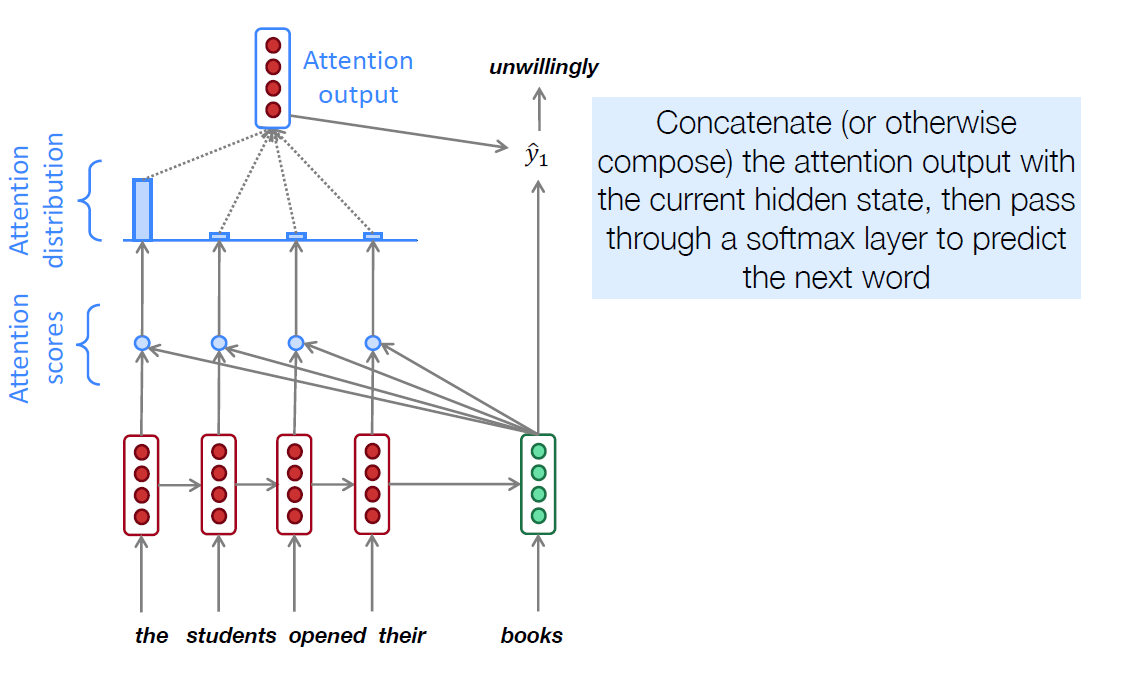 Attention
output
unwillingly
Concatenate (or otherwise
compose) the attention output with
the current hidden state, then pass
through a softmax layer to predict
the next word
ŷ₁
Attention
distribution
Attention
scores
the students opened their books